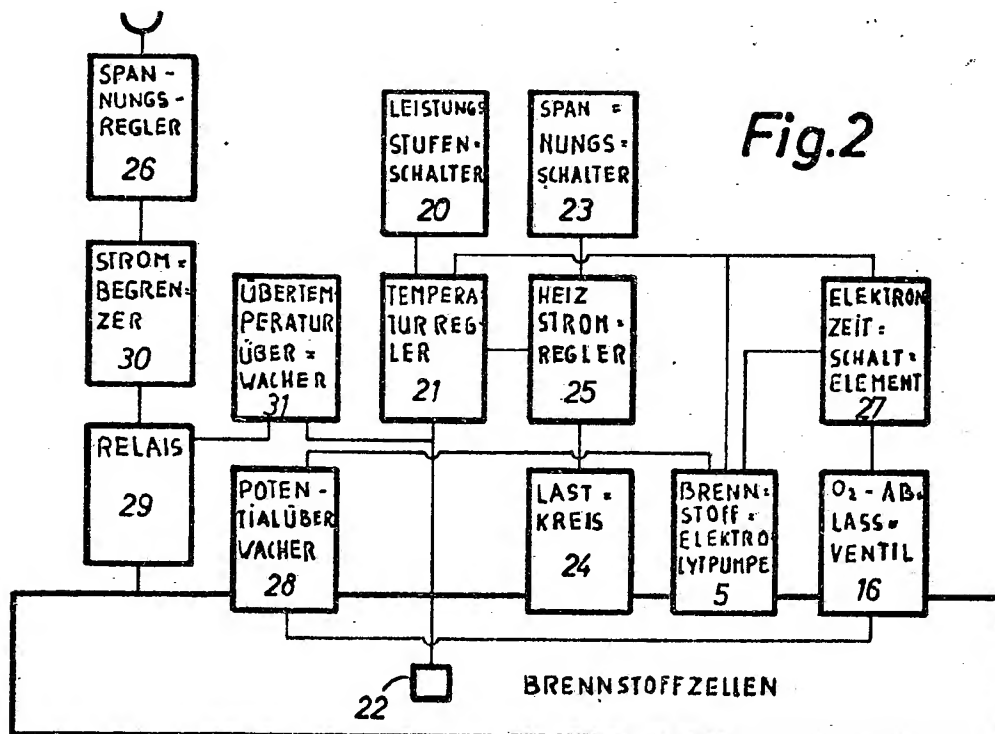 Fig.2
SPAN-
NUNGS-
REGLER
26
LEISTUNGS
STUFEN=
SCHALTER
20
SPAN =
NUNGS=
SCHALTER
23
STROM=
BEGREN=
ZER
30
ÜBERTEM
PERATUR
ÜBER=
WACHER
31
TEMPERA-
TUR REG-
LER
21
HEIZ
STROM=
REGLER
25
ELEKTRON
ZEIT=
SCHALT=
ELEMENT
27
RELAIS
29
POTEN-
TIALÜBER
WACHER
28
LAST=
KREIS
24
BRENN=
STOFF=
ELEKTRO
LYTPUMPE
5
O2-AB=
LASS=
VENTIL
16
22
BRENNSTOFFZELLEN